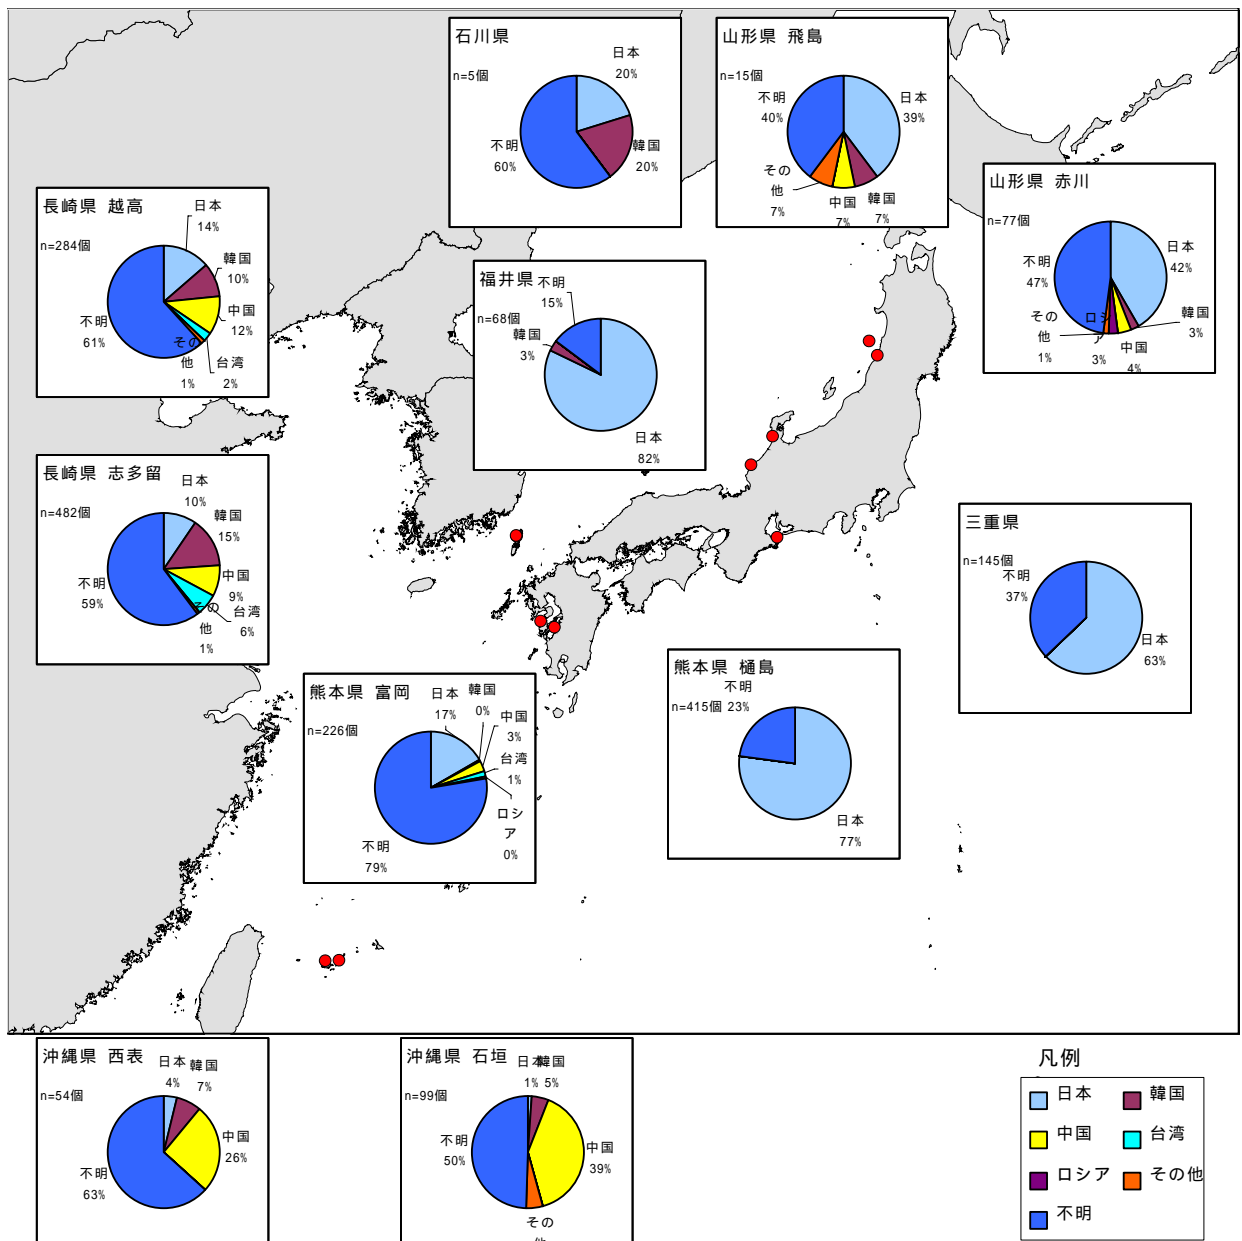 石川県
n=5個
日本
20%
韓国
20%
不明
60%
山形県 飛島
n=15個
日本
39%
韓国
7%
中国
7%
その
他
7%
不明
40%
山形県 赤川
n=77個
日本
42%
韓国
3%
中国
4%
ロシ
ア
3%
その
他
1%
不明
47%
長崎県 越高
n=284個
日本
14%
韓国
10%
中国
12%
台湾
2%
その
他
1%
不明
61%
福井県
n=68個
不明
15%
韓国
3%
日本
82%
長崎県 志多留
n=482個
日本
10%
韓国
15%
中国
9%
台湾
6%
その
他
1%
不明
59%
三重県
n=145個
不明
37%
日本
63%
熊本県 富岡
n=226個
日本
17%
韓国
0%
中国
3%
台湾
1%
ロシ
ア
0%
不明
79%
熊本県 樋島
n=415個
不明
23%
日本
77%
沖縄県 西表
n=54個
日本
4%
韓国
7%
中国
26%
不明
63%
沖縄県 石垣
n=99個
日本
1%
韓国
5%
中国
39%
その
不明
50%
凡例
日本
韓国
中国
台湾
ロシア
その他
不明